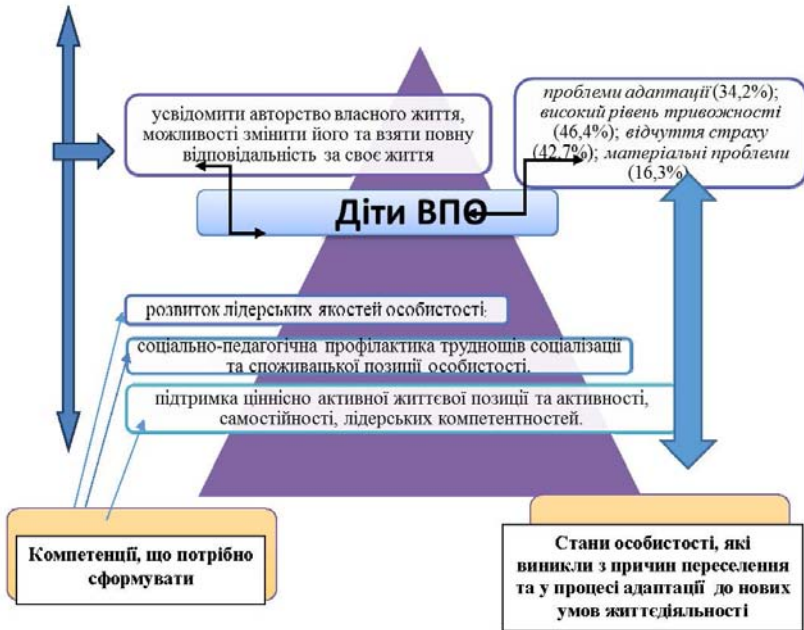 усвідомити авторство власного життя,
можливості змінити його та взяти повну
відповідальність за своє життя
проблеми адаптації (34,2%);
високий рівень тривожності
(46,4%); відчуття страху
(42,7%); матеріальні проблеми
(16,3%)
Діти ВПО
розвиток лідерських якостей особистості;
соціально-педагогічна профілактика труднощів соціалізації
та споживацької позиції особистості.
підтримка ціннісно активної життєвої позиції та активності,
самостійності, лідерських компетентностей.
Компетенції, що потрібно
сформувати
Стани особистості, які
виникли з причин переселення
та у процесі адаптації до нових
умов життєдіяльності